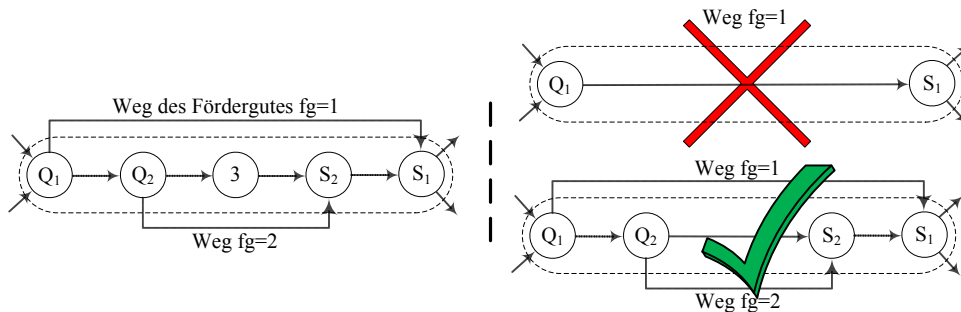 Weg des Fördergutes fg=1
Q₁ Q₂ 3 S₂ S₁
Weg fg=2
Weg fg=1
Q₁ S₁
Weg fg=1
Q₁ Q₂ S₂ S₁
Weg fg=2